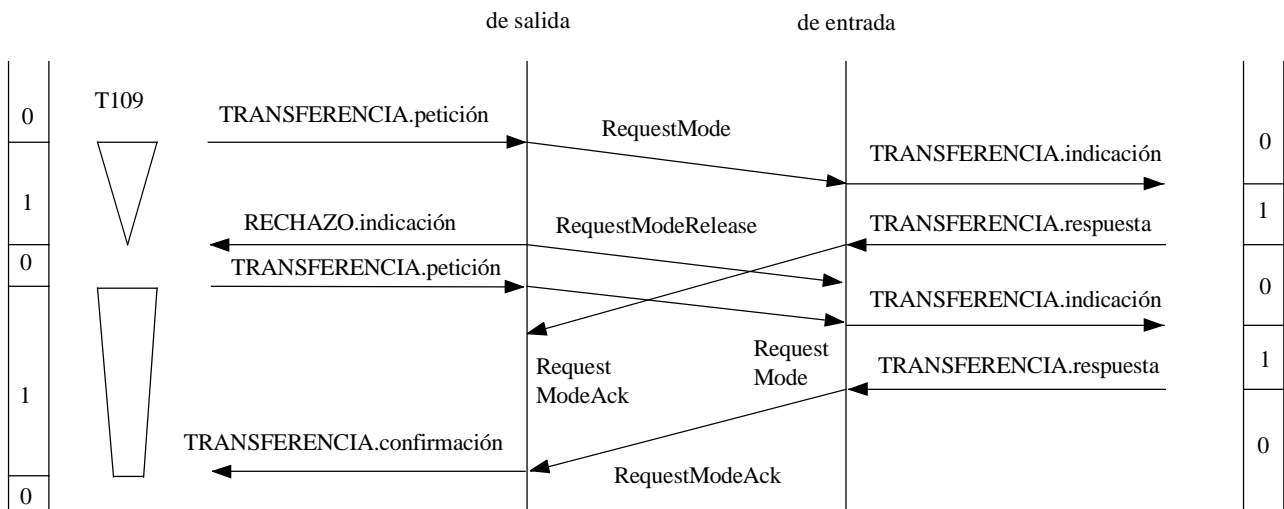 de salida
de entrada
T109
0
TRANSFERENCIA.petición
RequestMode
TRANSFERENCIA.indicación
0
1
RECHAZO.indicación
RequestModeRelease
TRANSFERENCIA.respuesta
1
0
TRANSFERENCIA.petición
TRANSFERENCIA.indicación
0
Request
ModeAck
Request
Mode
TRANSFERENCIA.respuesta
1
1
TRANSFERENCIA.confirmación
RequestModeAck
0
0